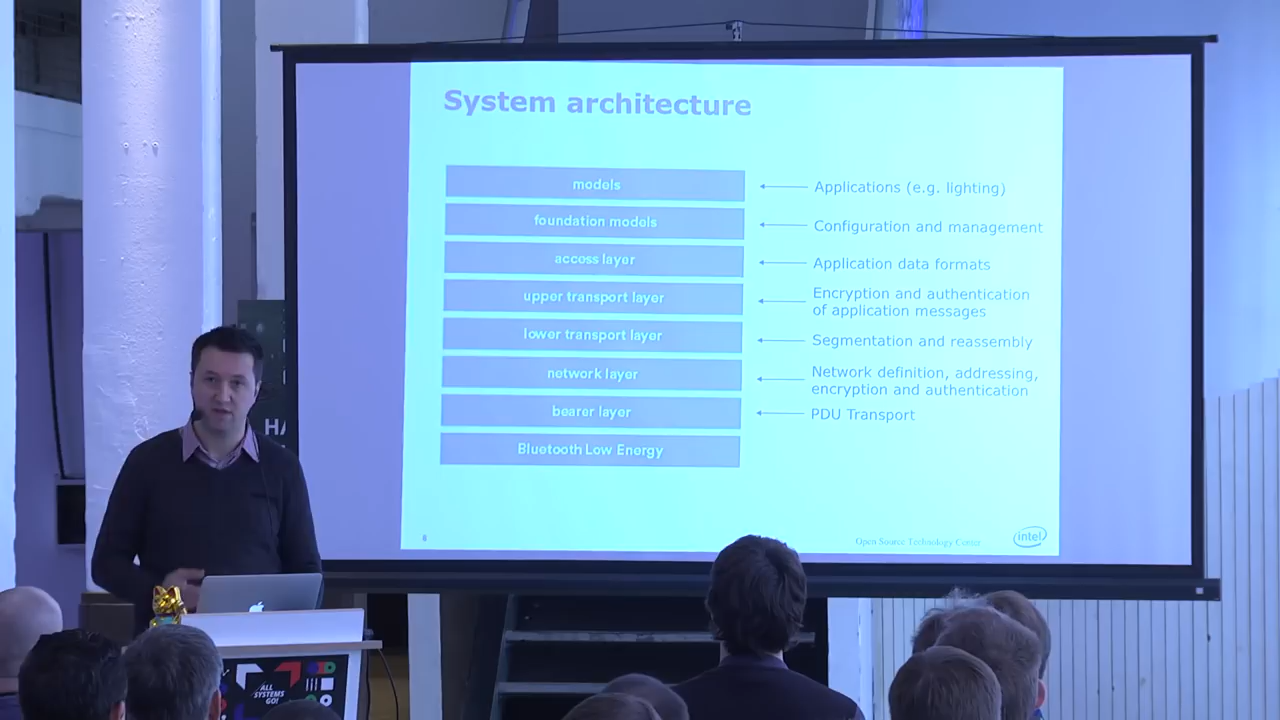 System architecture
models
Applications (e.g. lighting)
foundation models
Configuration and management
access layer
Application data formats
upper transport layer
Encryption and authentication
of application messages
lower transport layer
Segmentation and reassembly
network layer
Network definition, addressing,
encryption and authentication
bearer layer
PDU Transport
Bluetooth Low Energy
8
Open Source Technology Center
intel
HA
ALL
SYSTEMS
GO!